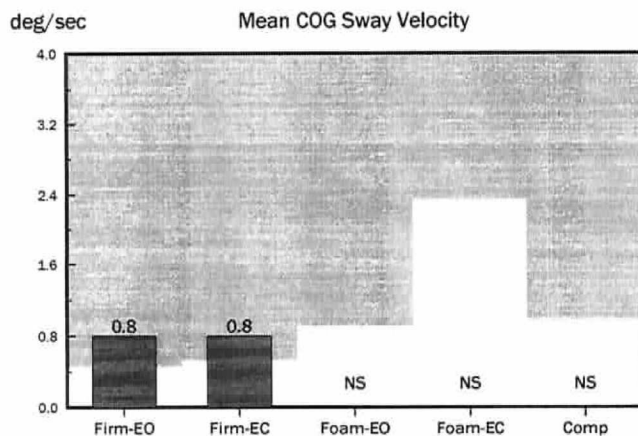 deg/sec Mean COG Sway Velocity
4.0
3.2
2.4
1.6
0.8
0.0
0.8 0.8
NS NS NS
Firm-EO Firm-EC Foam-EO Foam-EC Comp